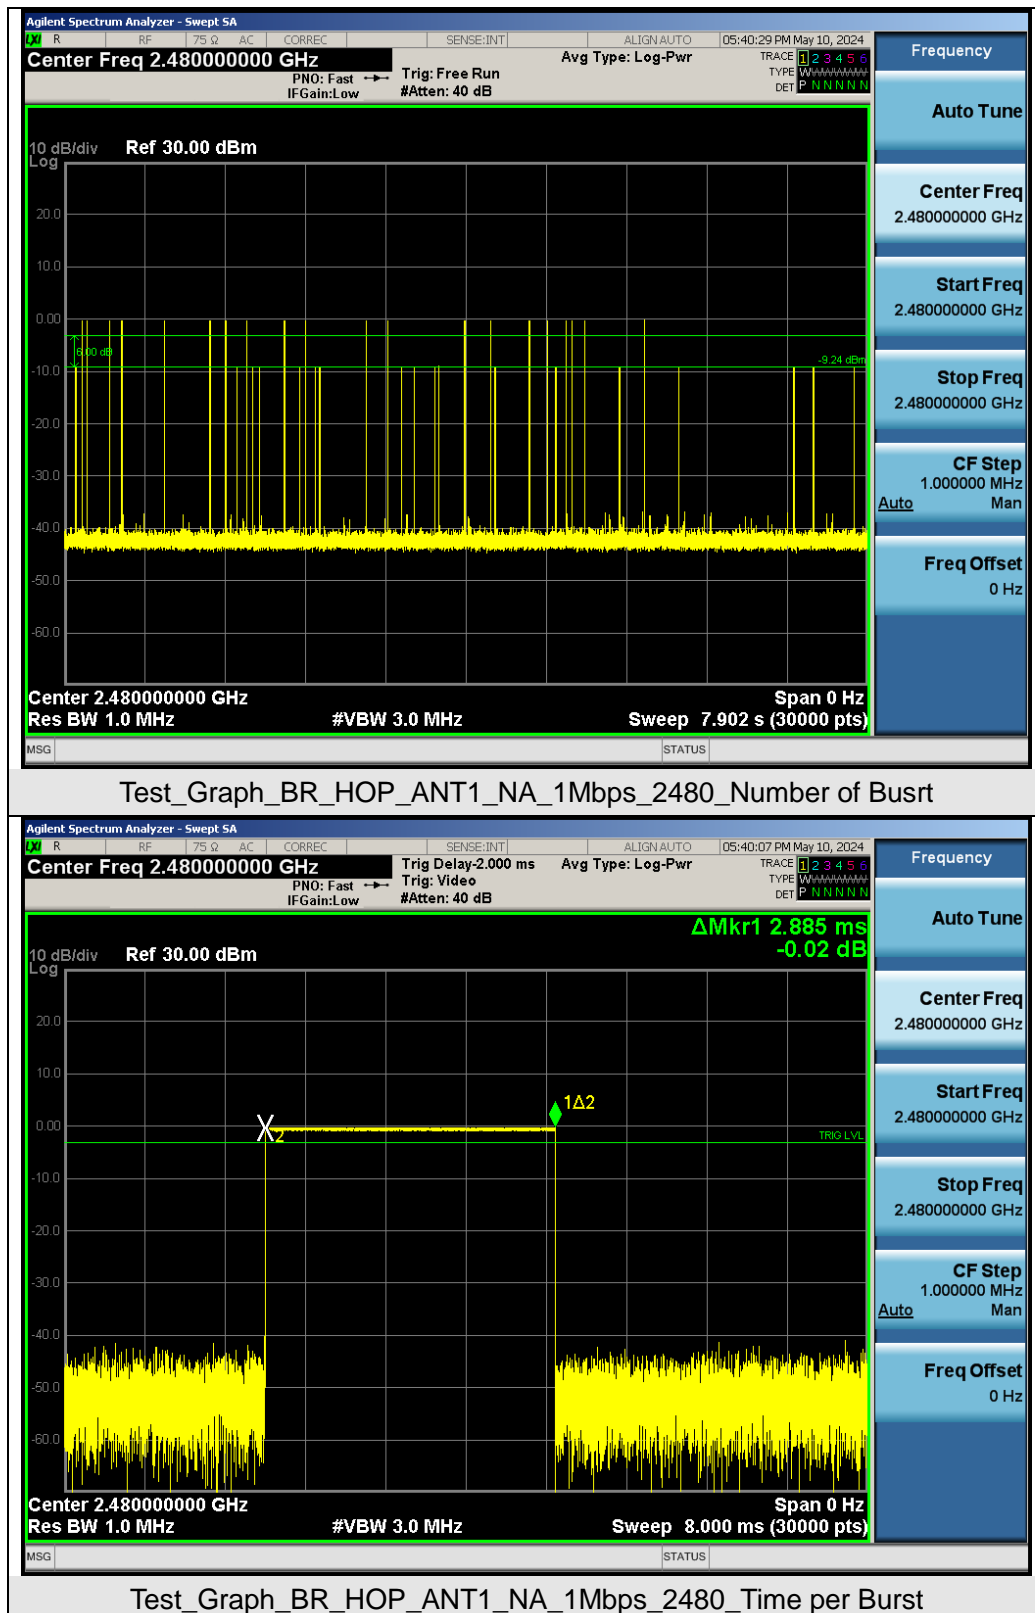 Agilent Spectrum Analyzer - Swept SA
LXI R RF 75 Ω AC CORREC SENSE:INT ALIGN AUTO 05:40:29 PM May 10, 2024
Center Freq 2.480000000 GHz
PNO: Fast
IFGain:Low
Trig: Free Run
#Atten: 40 dB
Avg Type: Log-Pwr
TRACE 1 2 3 4 5 6
TYPE W
DET P N N N N N
10 dB/div Ref 30.00 dBm
Log
20.0
10.0
0.00
-10.0
-20.0
-30.0
-40.0
-50.0
-60.0
6.00 dB
-9.24 dBm
Center 2.480000000 GHz Span 0 Hz
Res BW 1.0 MHz #VBW 3.0 MHz Sweep 7.902 s (30000 pts)
MSG STATUS
Frequency
Auto Tune
Center Freq
2.480000000 GHz
Start Freq
2.480000000 GHz
Stop Freq
2.480000000 GHz
CF Step
1.000000 MHz
Auto Man
Freq Offset
0 Hz
Test_Graph_BR_HOP_ANT1_NA_1Mbps_2480_Number of Busrt
Agilent Spectrum Analyzer - Swept SA
LXI R RF 75 Ω AC CORREC SENSE:INT ALIGN AUTO 05:40:07 PM May 10, 2024
Center Freq 2.480000000 GHz
PNO: Fast
IFGain:Low
Trig Delay-2.000 ms
Trig: Video
#Atten: 40 dB
Avg Type: Log-Pwr
TRACE 1 2 3 4 5 6
TYPE W
DET P N N N N N
ΔMkr1 2.885 ms
-0.02 dB
10 dB/div Ref 30.00 dBm
Log
20.0
10.0
0.00
-10.0
-20.0
-30.0
-40.0
-50.0
-60.0
2
1Δ2
TRIG LVL
Center 2.480000000 GHz Span 0 Hz
Res BW 1.0 MHz #VBW 3.0 MHz Sweep 8.000 ms (30000 pts)
MSG STATUS
Frequency
Auto Tune
Center Freq
2.480000000 GHz
Start Freq
2.480000000 GHz
Stop Freq
2.480000000 GHz
CF Step
1.000000 MHz
Auto Man
Freq Offset
0 Hz
Test_Graph_BR_HOP_ANT1_NA_1Mbps_2480_Time per Burst